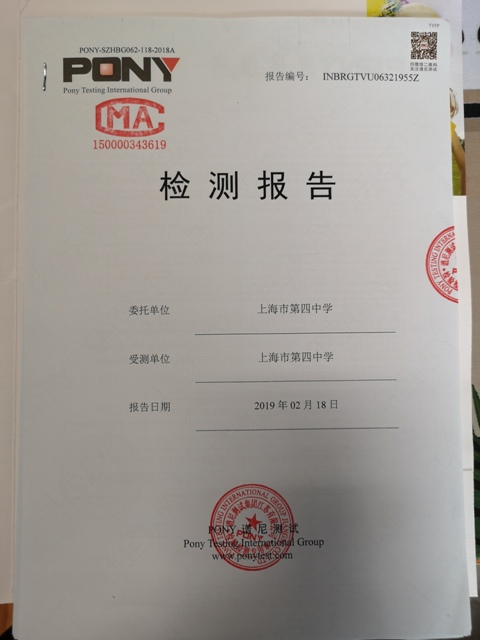 PONY-SZHBG062-118-2018A
PONY
Pony Testing International Group
MA
150000343619
报告编号： INBRGTVU06321955Z
检测报告
委托单位 上海市第四中学
受测单位 上海市第四中学
报告日期 2019 年 02 月 18 日
PONY 谱尼测试
Pony Testing International Group
www.ponytest.com